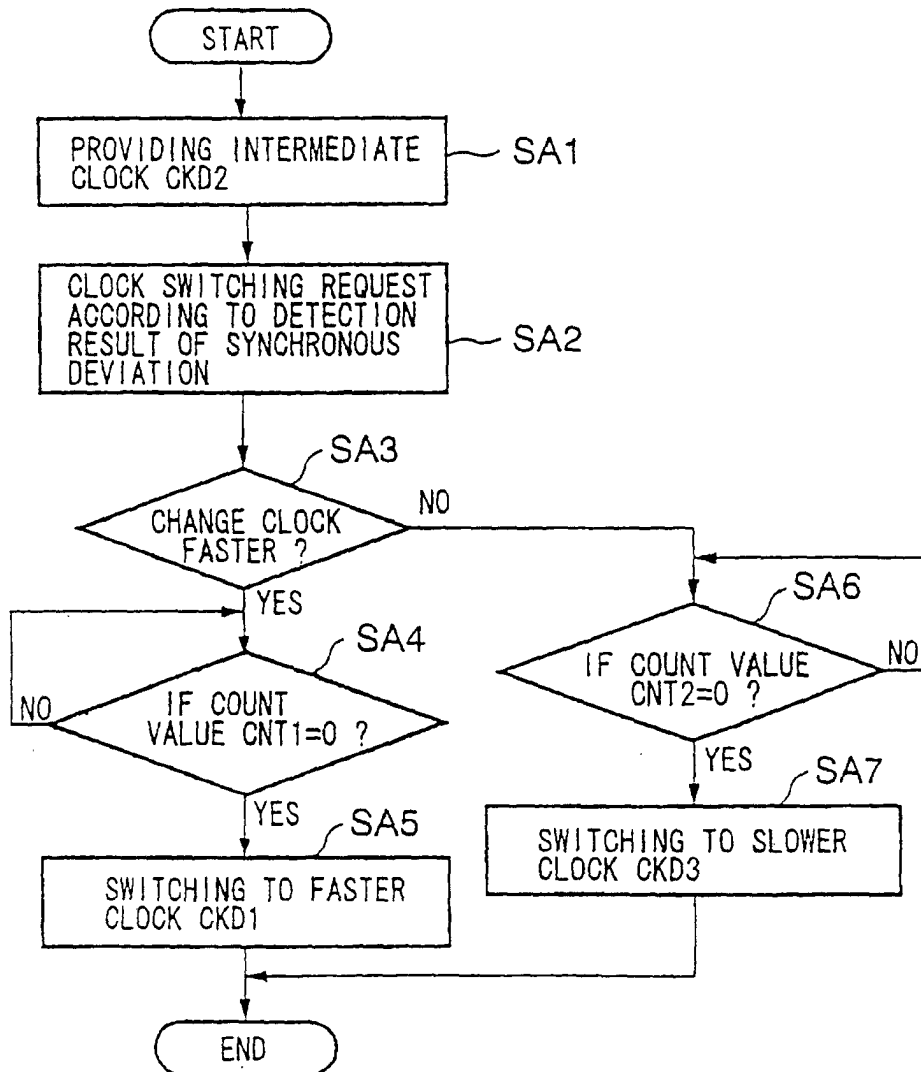 START
PROVIDING INTERMEDIATE
CLOCK CKD2
SA1
CLOCK SWITCHING REQUEST
ACCORDING TO DETECTION
RESULT OF SYNCHRONOUS
DEVIATION
SA2
SA3
CHANGE CLOCK
FASTER ?
NO
YES
SA4
IF COUNT
VALUE CNT1=0 ?
NO
YES
SA5
SWITCHING TO FASTER
CLOCK CKD1
SA6
IF COUNT VALUE
CNT2=0 ?
NO
YES
SA7
SWITCHING TO SLOWER
CLOCK CKD3
END